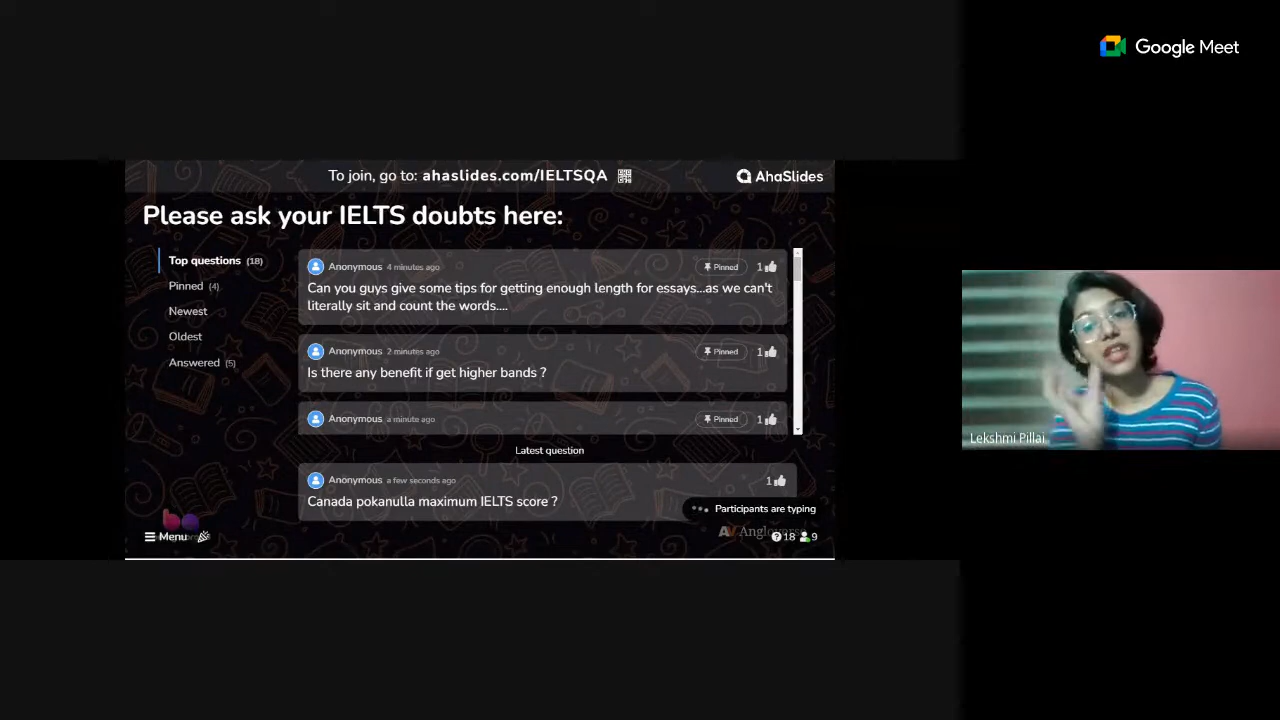 Google Meet
To join, go to: ahaslides.com/IELTSQA
AhaSlides
Please ask your IELTS doubts here:
Top questions (18)
Pinned (4)
Newest
Oldest
Answered (5)
Anonymous 4 minutes ago Pinned 1
Can you guys give some tips for getting enough length for essays...as we can't
literally sit and count the words....
Anonymous 2 minutes ago Pinned 1
Is there any benefit if get higher bands ?
Anonymous a minute ago Pinned 1
Latest question
Anonymous a few seconds ago 1
Canada pokanulla maximum IELTS score ?
Participants are typing
Menu
AV Angloverse
18 9
Lekshmi Pillai